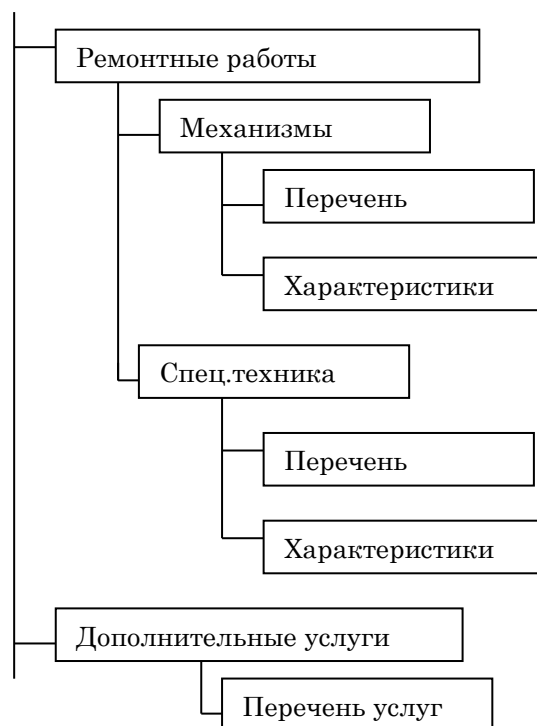 Ремонтные работы
Механизмы
Перечень
Характеристики
Спец.техника
Перечень
Характеристики
Дополнительные услуги
Перечень услуг